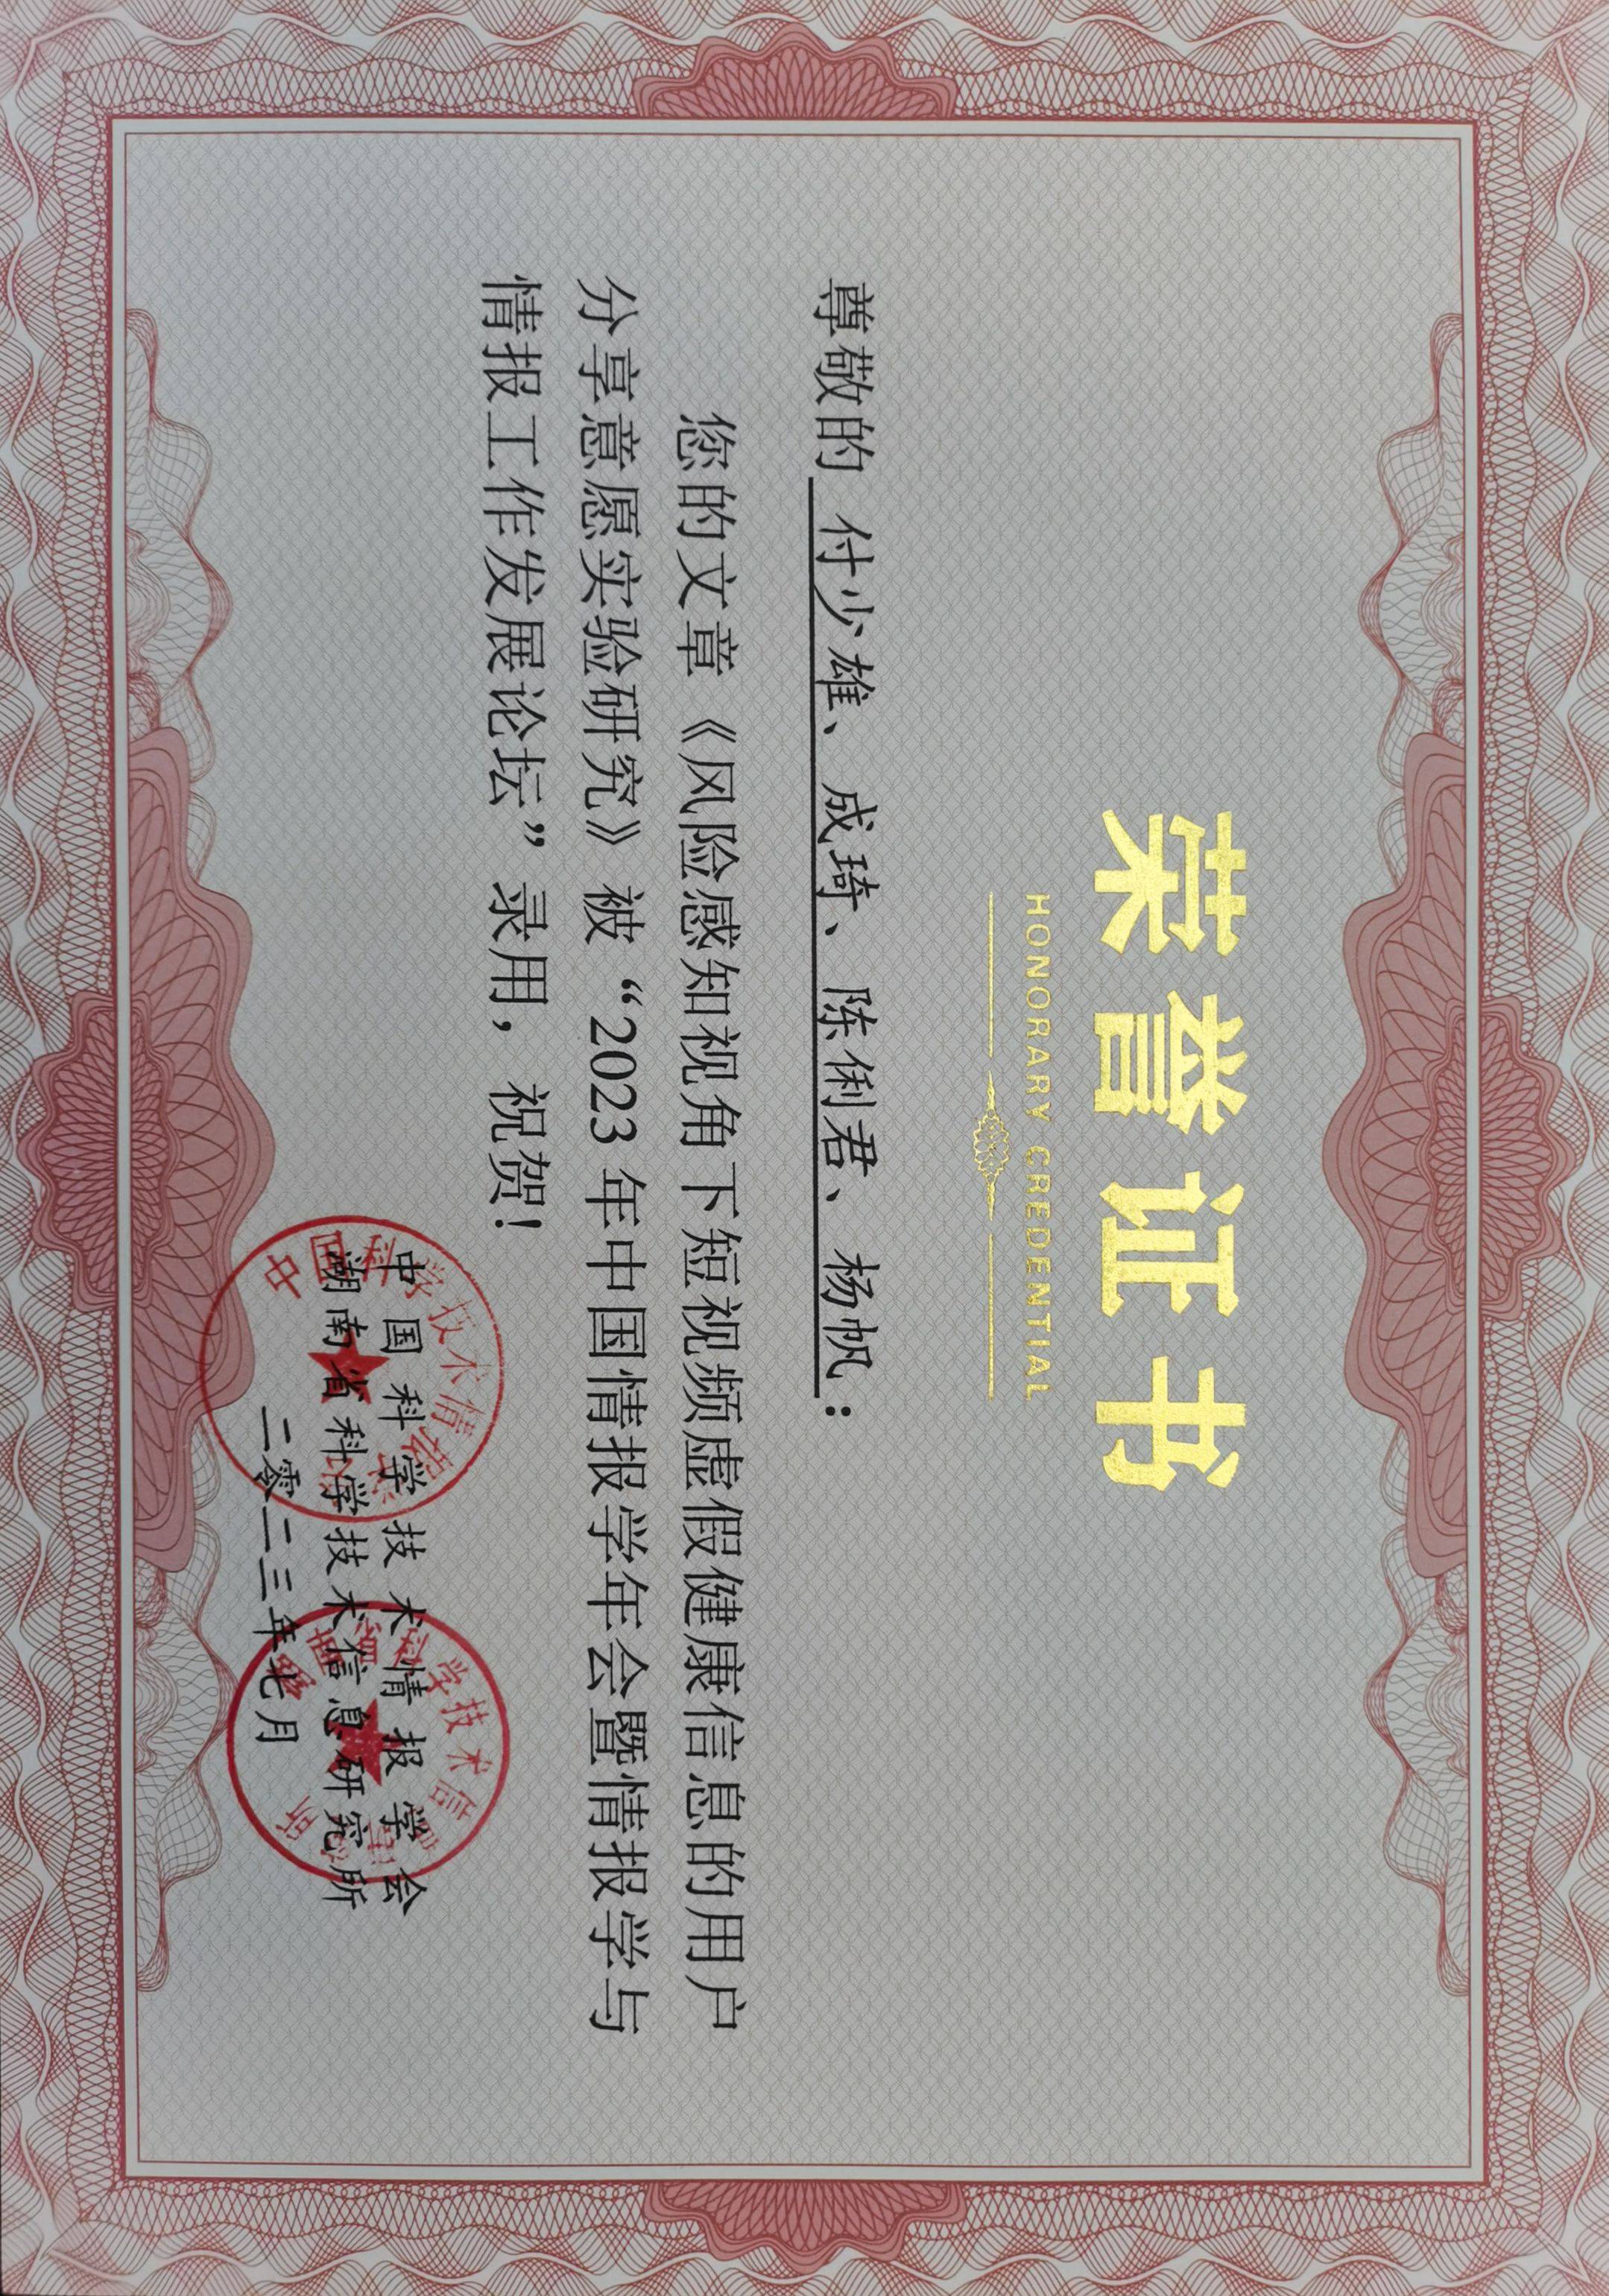 荣誉证书
HONORARY CREDENTIAL
尊敬的 付少雄、成琦、陈俐君、杨帆：
您的文章《风险感知视角下短视频虚假健康信息的用户
分享意愿实验研究》被“2023 年中国情报学年会暨情报学与
情报工作发展论坛”录用，祝贺！
中国科学技术情报学会
湖南省科学技术信息研究所
二零二三年七月
中国科学技术情报学会
湖南省科学技术信息研究所